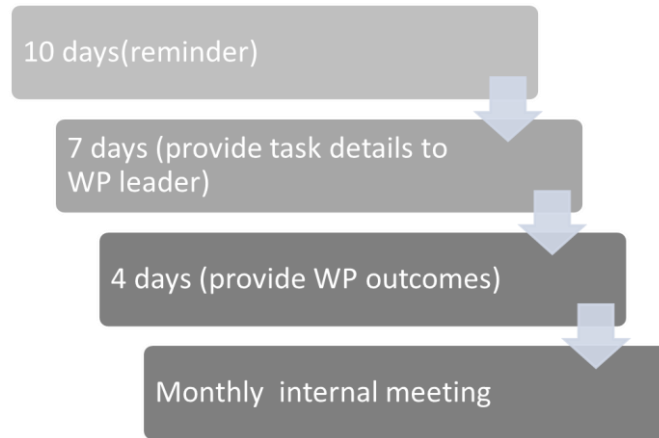 10 days(reminder)
7 days (provide task details to
WP leader)
4 days (provide WP outcomes)
Monthly  internal meeting